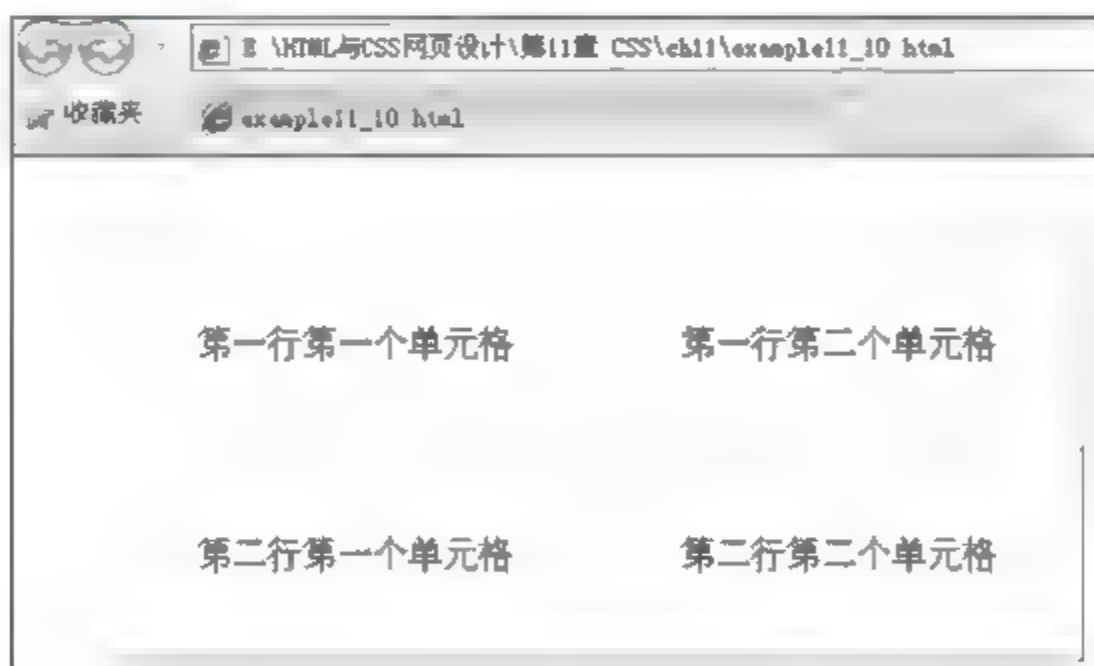 E \HTML与CSS网页设计\第11章 CSS\ch11\example11_10 html
收藏夹
example11_10 html
第一行第一个单元格 第一行第二个单元格
第二行第一个单元格 第二行第二个单元格